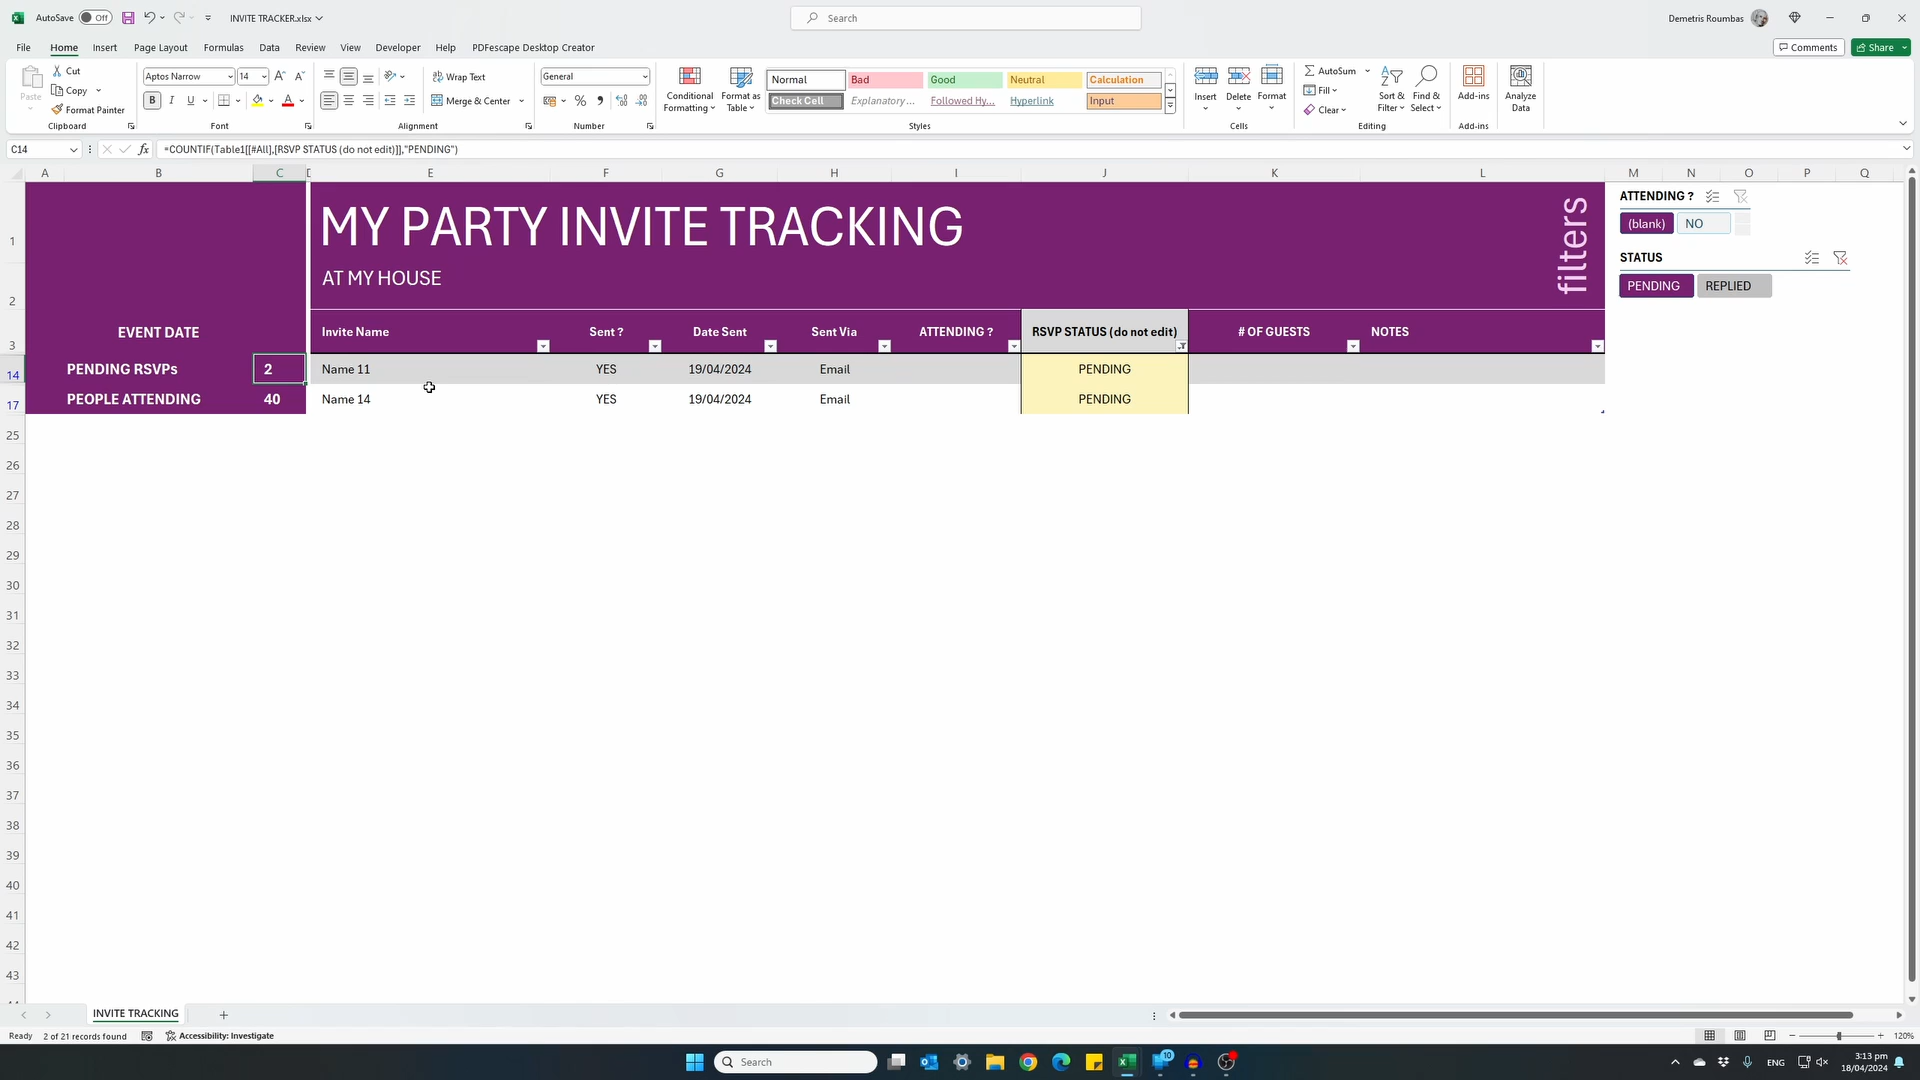 AutoSave Off INVITE TRACKER.xlsx Search Demetris Roumbas
File Home Insert Page Layout Formulas Data Review View Developer Help PDFescape Desktop Creator Comments Share
Paste Cut Copy Format Painter Clipboard
Aptos Narrow 14 A A B I U A Font
Wrap Text Merge & Center Alignment
General % Number
Conditional Formatting Format as Table
Normal Bad Good Neutral Calculation
Check Cell Explanatory... Followed Hy... Hyperlink Input
Styles
Insert Delete Format Cells
AutoSum Fill Clear Sort & Filter Find & Select Editing
Add-ins Add-ins
Analyze Data
C14 fx =COUNTIF(Table1[[#All],[RSVP STATUS (do not edit)]],"PENDING")
A B C E F G H I J K L M N O P Q
1 MY PARTY INVITE TRACKING filters
2 AT MY HOUSE
ATTENDING ?
(blank) NO
STATUS
PENDING REPLIED
3 EVENT DATE Invite Name Sent ? Date Sent Sent Via ATTENDING ? RSVP STATUS (do not edit) # OF GUESTS NOTES
14 PENDING RSVPs 2 Name 11 YES 19/04/2024 Email PENDING
17 PEOPLE ATTENDING 40 Name 14 YES 19/04/2024 Email PENDING
25
26
27
28
29
30
31
32
33
34
35
36
37
38
39
40
41
42
43
INVITE TRACKING
Ready 2 of 21 records found Accessibility: Investigate 120%
Search 10 ENG 3:13 pm
18/04/2024